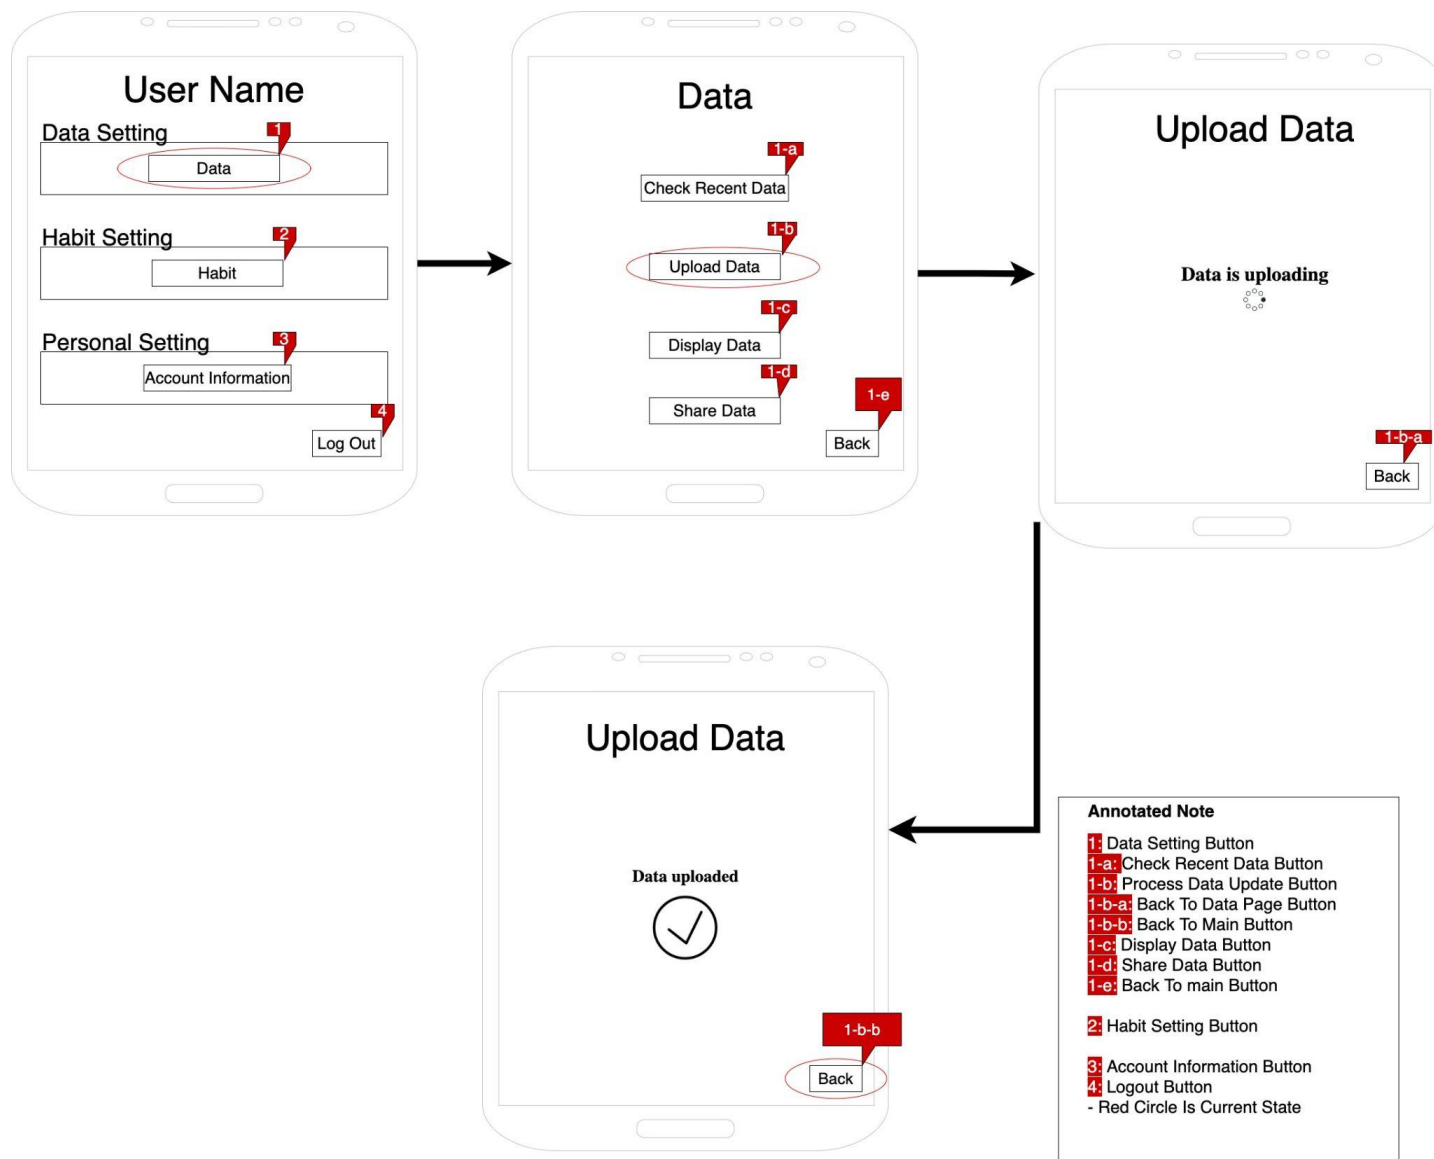 User Name
Data Setting
1
Data
Habit Setting
2
Habit
Personal Setting
3
Account Information
4
Log Out
Data
1-a
Check Recent Data
1-b
Upload Data
1-c
Display Data
1-d
Share Data
1-e
Back
Upload Data
Data is uploading
1-b-a
Back
Upload Data
Data uploaded
1-b-b
Back
Annotated Note
1: Data Setting Button
1-a: Check Recent Data Button
1-b: Process Data Update Button
1-b-a: Back To Data Page Button
1-b-b: Back To Main Button
1-c: Display Data Button
1-d: Share Data Button
1-e: Back To main Button
2: Habit Setting Button
3: Account Information Button
4: Logout Button
- Red Circle Is Current State